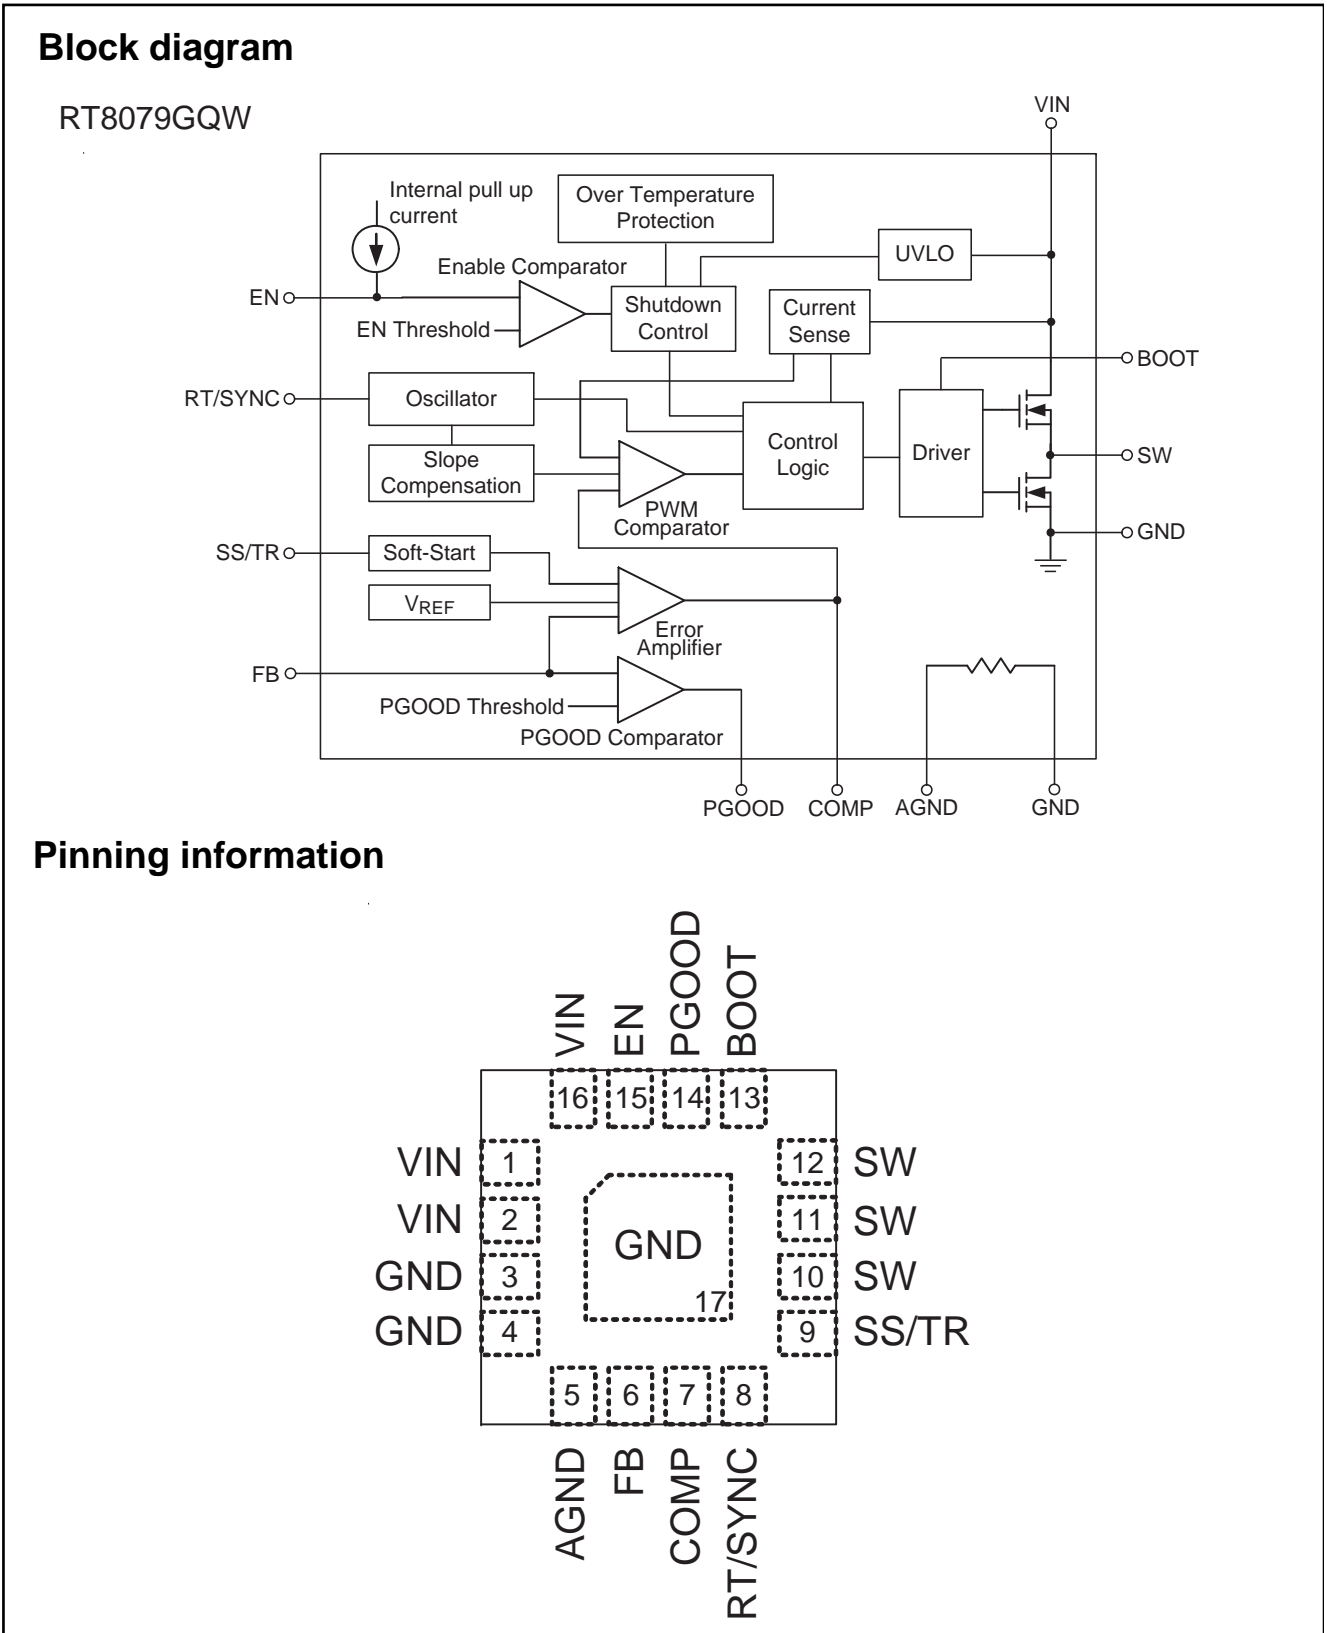 Block diagram
RT8079GQW
VIN
Internal pull up
current
Over Temperature
Protection
UVLO
Enable Comparator
EN
EN Threshold
Shutdown
Control
Current
Sense
BOOT
RT/SYNC
Oscillator
Slope
Compensation
PWM
Comparator
Control
Logic
Driver
SW
GND
SS/TR
Soft-Start
VREF
Error
Amplifier
FB
PGOOD Threshold
PGOOD Comparator
PGOOD
COMP
AGND
GND
Pinning information
VIN
EN
PGOOD
BOOT
16
15
14
13
VIN
1
12
SW
VIN
2
11
SW
GND
3
10
SW
GND
4
9
SS/TR
GND
17
5
6
7
8
AGND
FB
COMP
RT/SYNC